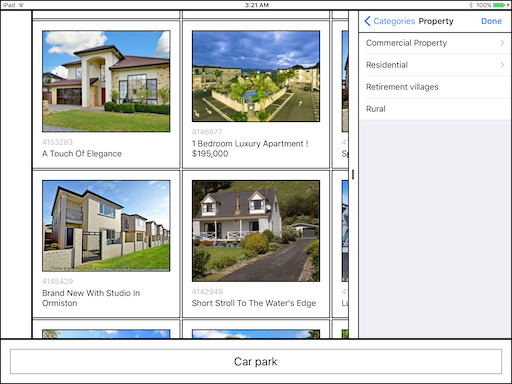 iPad
3:21 AM
100%
Categories
Property
Done
Commercial Property
Residential
Retirement villages
Rural
4153283
A Touch Of Elegance
4146677
1 Bedroom Luxury Apartment !
$195,000
Sp
4145429
Brand New With Studio In
Ormiston
4142949
Short Stroll To The Water's Edge
Lu
Car park